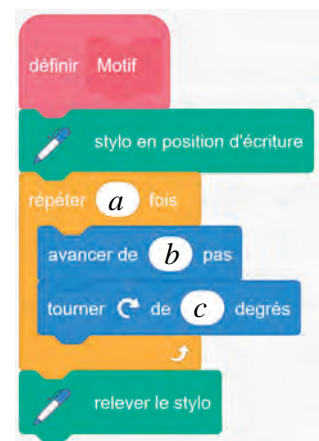 définir Motif
stylo en position d'écriture
répéter a fois
avancer de b pas
tourner de c degrés
relever le stylo